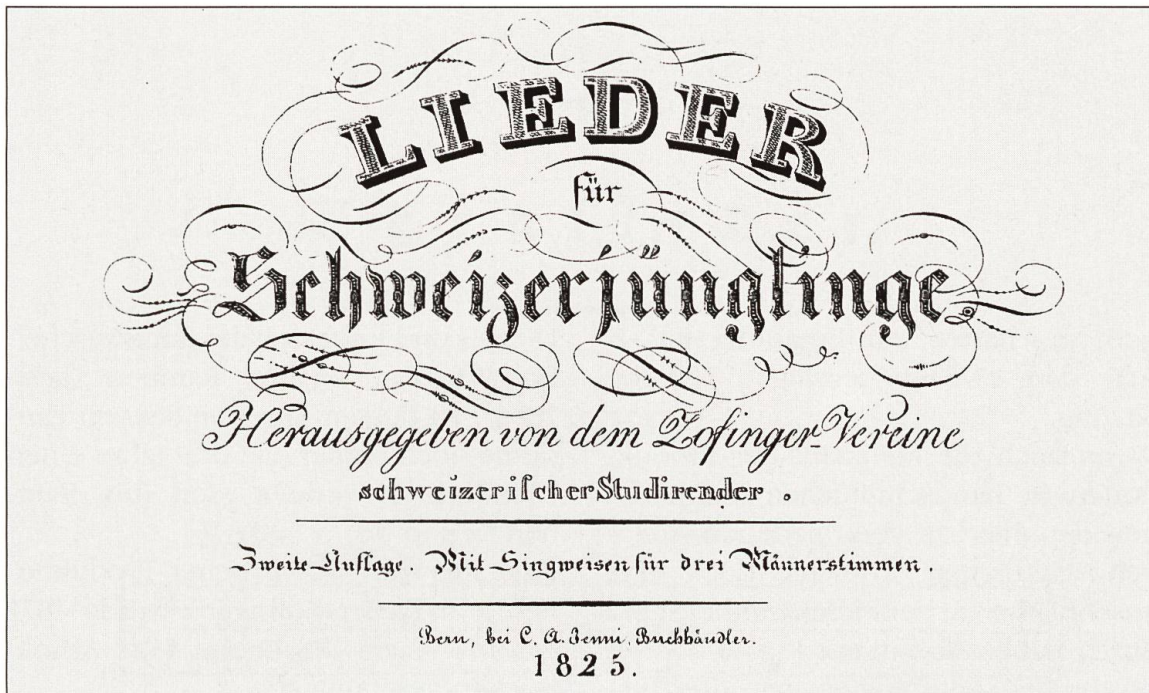 LIEDER
für
Schweizerjünglinge.
Herausgegeben von dem Zofinger-Vereine
schweizerischer Studirender.
Zweite Auflage. Mit Singweisen für drei Männerstimmen.
Bern, bei C. A. Jenni, Buchhändler.
1825.